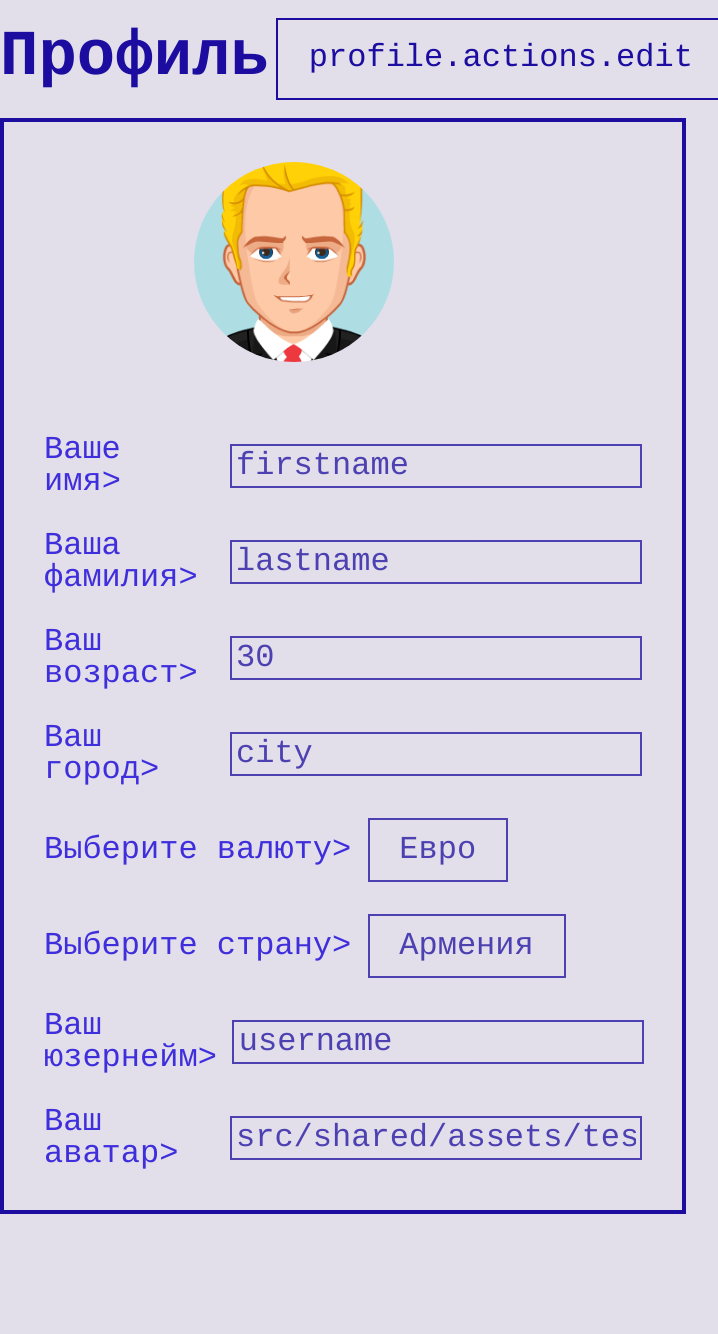 Профиль profile.actions.edit
Ваше
имя> firstname
Ваша
фамилия> lastname
Ваш
возраст> 30
Ваш
город> city
Выберите валюту> Евро
Выберите страну> Армения
Ваш
юзернейм> username
Ваш
аватар> src/shared/assets/tes